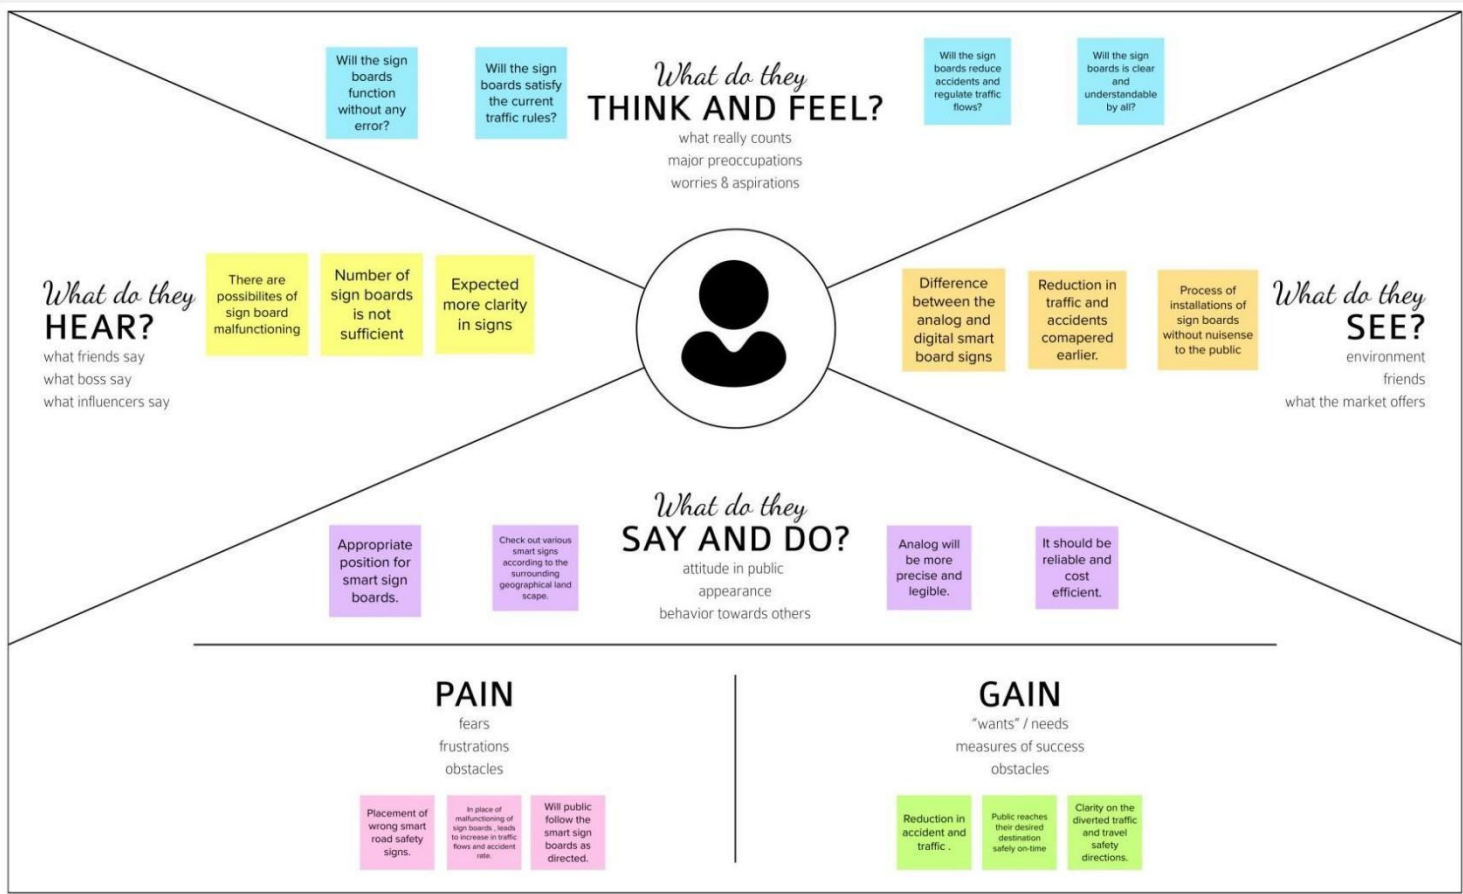 Will the sign
boards
function
without any
error?
Will the sign
boards satisfy
the current
traffic rules?
What do they
THINK AND FEEL?
what really counts
major preoccupations
worries & aspirations
Will the sign
boards reduce
accidents and
regulate traffic
flows?
Will the sign
boards is clear
and
understandable
by all?
What do they
HEAR?
what friends say
what boss say
what influencers say
There are
possibilites of
sign board
malfunctioning
Number of
sign boards
is not
sufficient
Expected
more clarity
in signs
Difference
between the
analog and
digital smart
board signs
Reduction in
traffic and
accidents
comapered
earlier.
Process of
installations of
sign boards
without nuisense
to the public
What do they
SEE?
environment
friends
what the market offers
Appropriate
position for
smart sign
boards.
Check out various
smart signs
according to the
surrounding
geographical land
scape.
What do they
SAY AND DO?
attitude in public
appearance
behavior towards others
Analog will
be more
precise and
legible.
It should be
reliable and
cost
efficient.
PAIN
fears
frustrations
obstacles
Placement of
wrong smart
road safety
signs.
In place of
malfunctioning of
sign boards , leads
to increase in traffic
flows and accident
rate.
Will public
follow the
smart sign
boards as
directed.
GAIN
“wants” / needs
measures of success
obstacles
Reduction in
accident and
traffic .
Public reaches
their desired
destination
safely on-time
Clarity on the
diverted traffic
and travel
safety
directions.